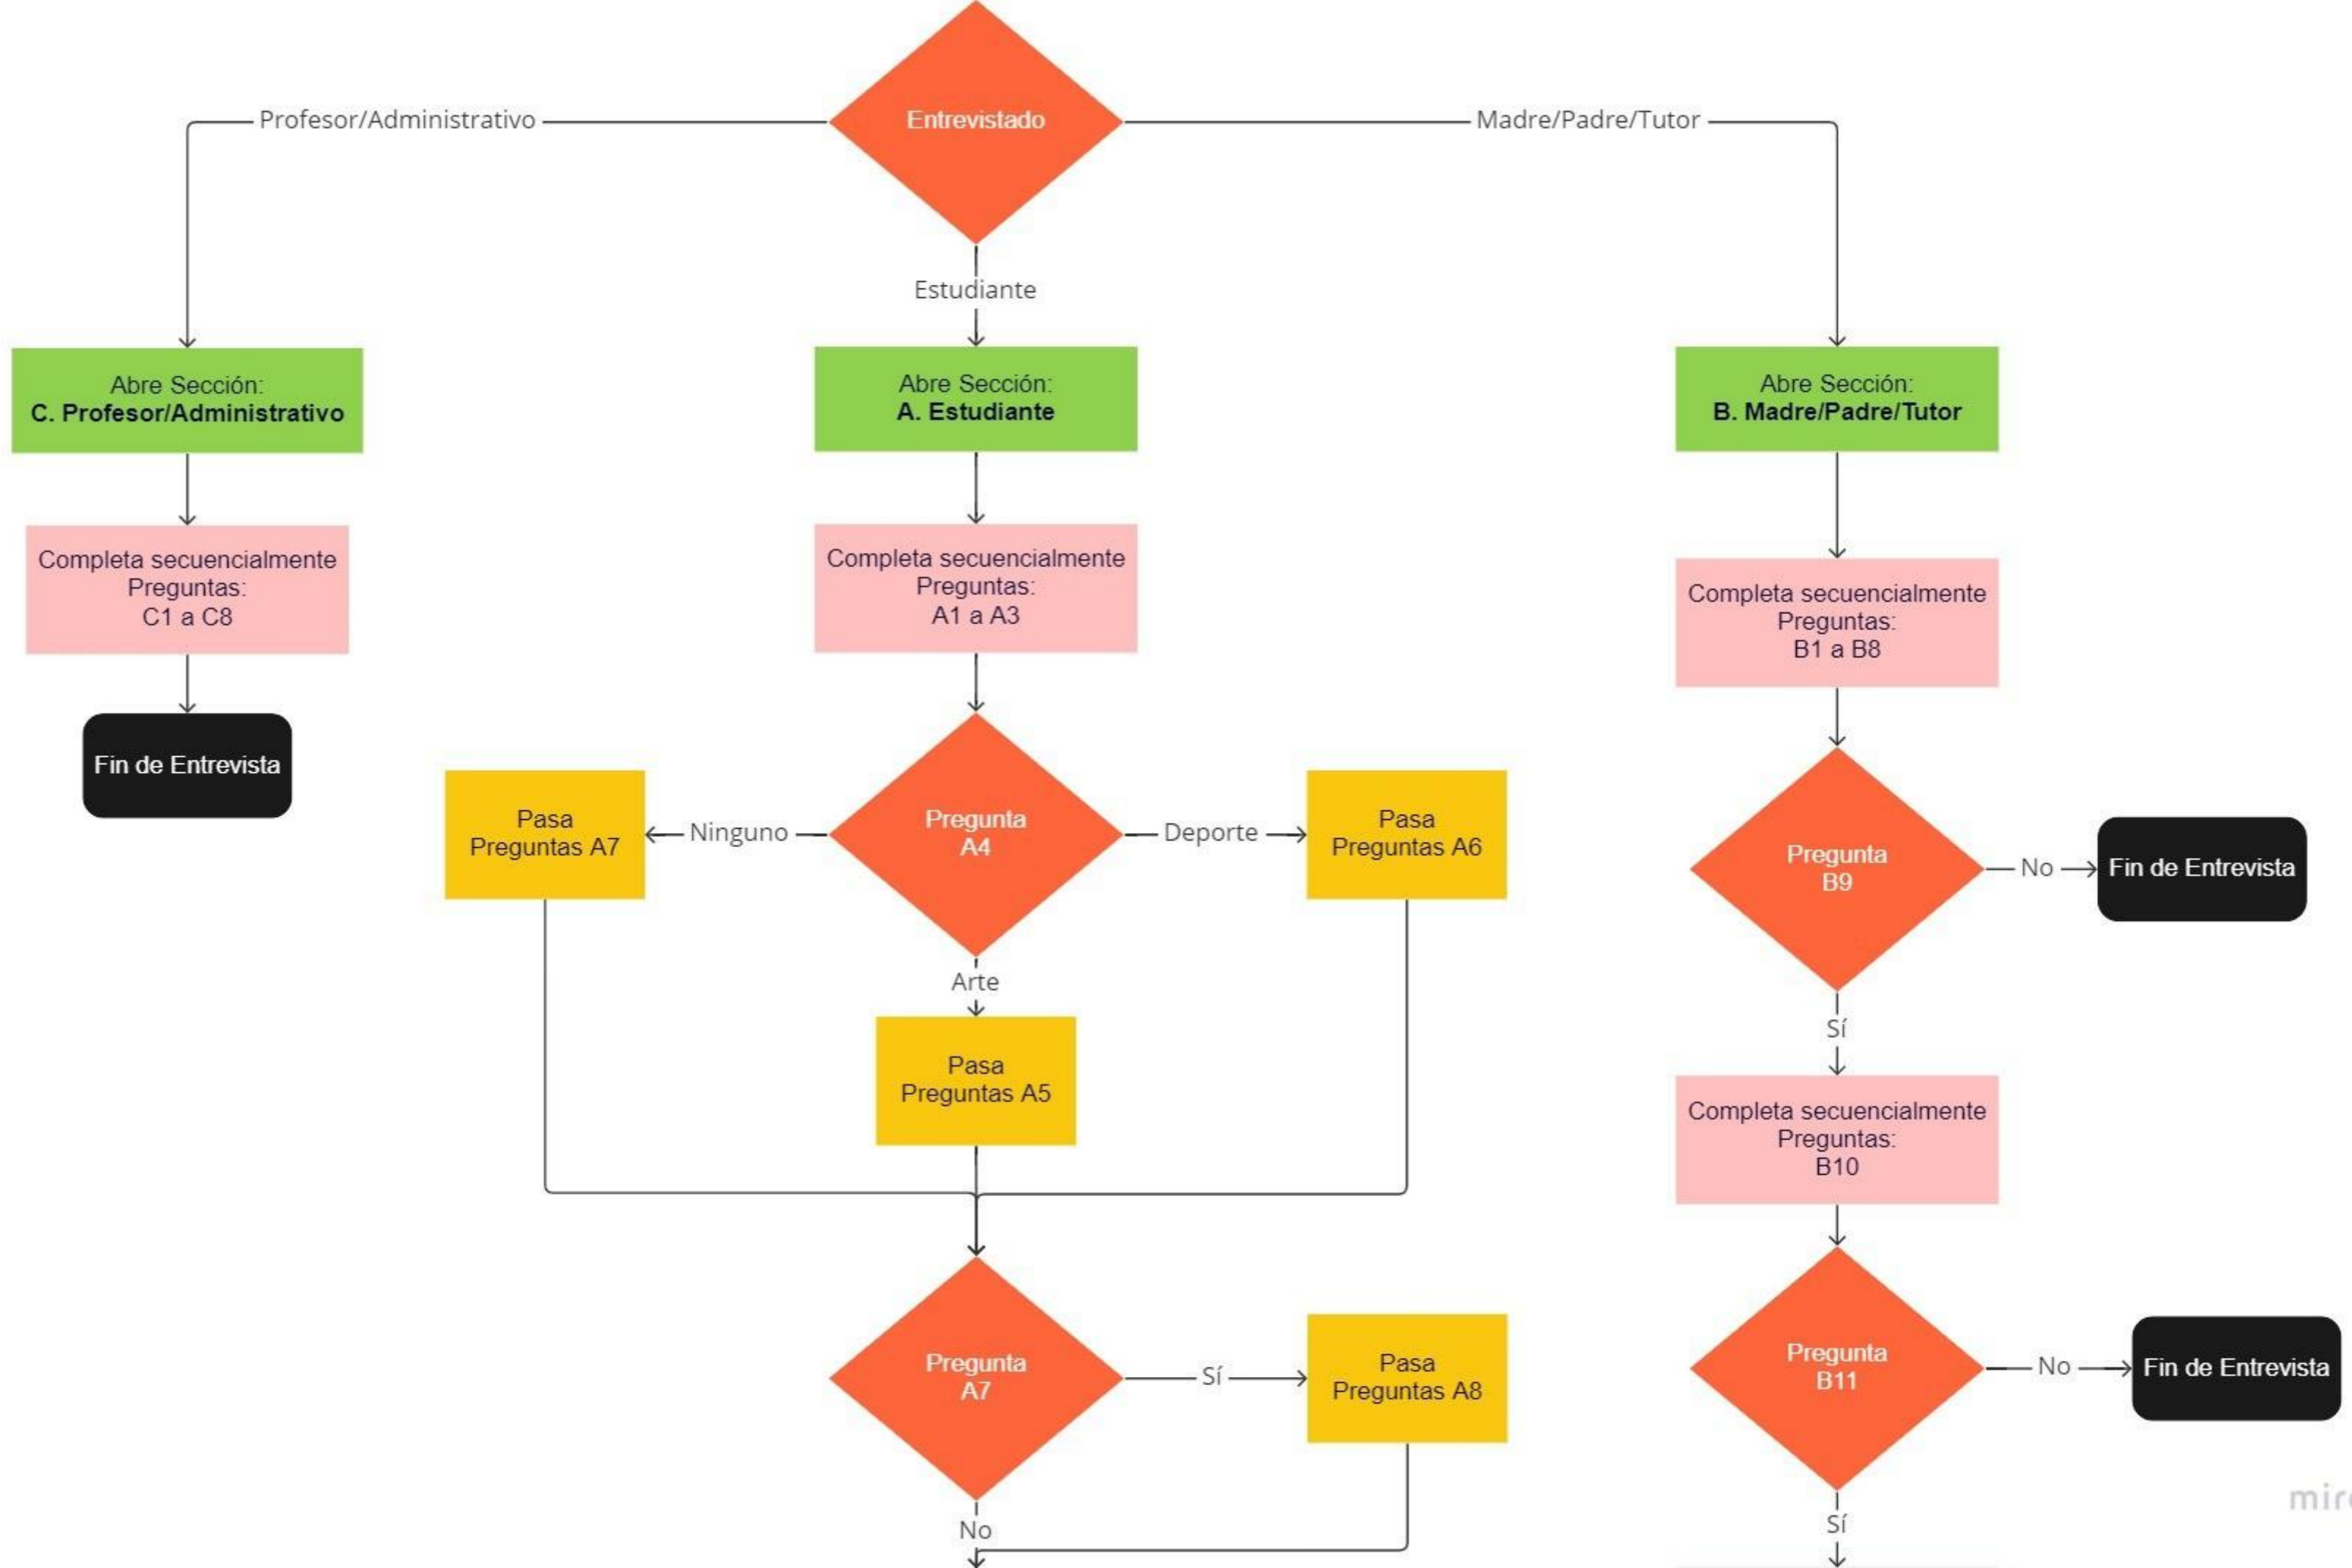 Entrevistado
Profesor/Administrativo
Madre/Padre/Tutor
Estudiante
Abre Sección:
C. Profesor/Administrativo
Abre Sección:
A. Estudiante
Abre Sección:
B. Madre/Padre/Tutor
Completa secuencialmente
Preguntas:
C1 a C8
Completa secuencialmente
Preguntas:
A1 a A3
Completa secuencialmente
Preguntas:
B1 a B8
Fin de Entrevista
Pasa
Preguntas A7
Ninguno
Pregunta
A4
Deporte
Pasa
Preguntas A6
Pregunta
B9
No
Fin de Entrevista
Arte
Sí
Pasa
Preguntas A5
Completa secuencialmente
Preguntas:
B10
Pregunta
A7
Sí
Pasa
Preguntas A8
Pregunta
B11
No
Fin de Entrevista
No
Sí